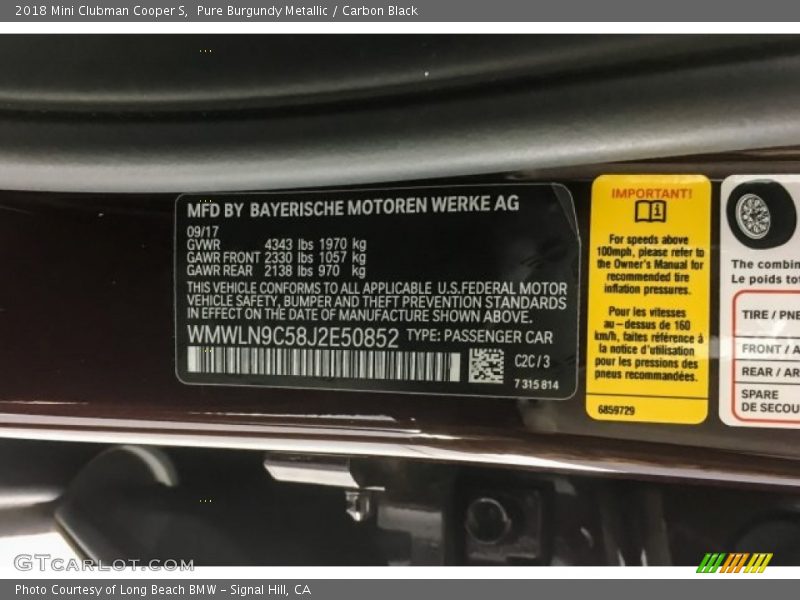 2018 Mini Clubman Cooper S, Pure Burgundy Metallic / Carbon Black
MFD BY BAYERISCHE MOTOREN WERKE AG
09/17
GVWR 4343 lbs 1970 kg
GAWR FRONT 2330 lbs 1057 kg
GAWR REAR 2138 lbs 970 kg
THIS VEHICLE CONFORMS TO ALL APPLICABLE U.S.FEDERAL MOTOR
VEHICLE SAFETY, BUMPER AND THEFT PREVENTION STANDARDS
IN EFFECT ON THE DATE OF MANUFACTURE SHOWN ABOVE.
WMWLN9C58J2E50852 TYPE: PASSENGER CAR
C2C / 3
7 315 814
IMPORTANT!
For speeds above
100mph, please refer to
the Owner's Manual for
recommended tire
inflation pressures.
Pour les vitesses
au-dessus de 160
km/h, faites référence à
la notice d'utilisation
pour les pressions des
pneus recommandées.
6859729
The combin
Le poids tot
TIRE / PNE
FRONT / A
REAR / AR
SPARE
DE SECOU
GTCARLOT.COM
Photo Courtesy of Long Beach BMW - Signal Hill, CA